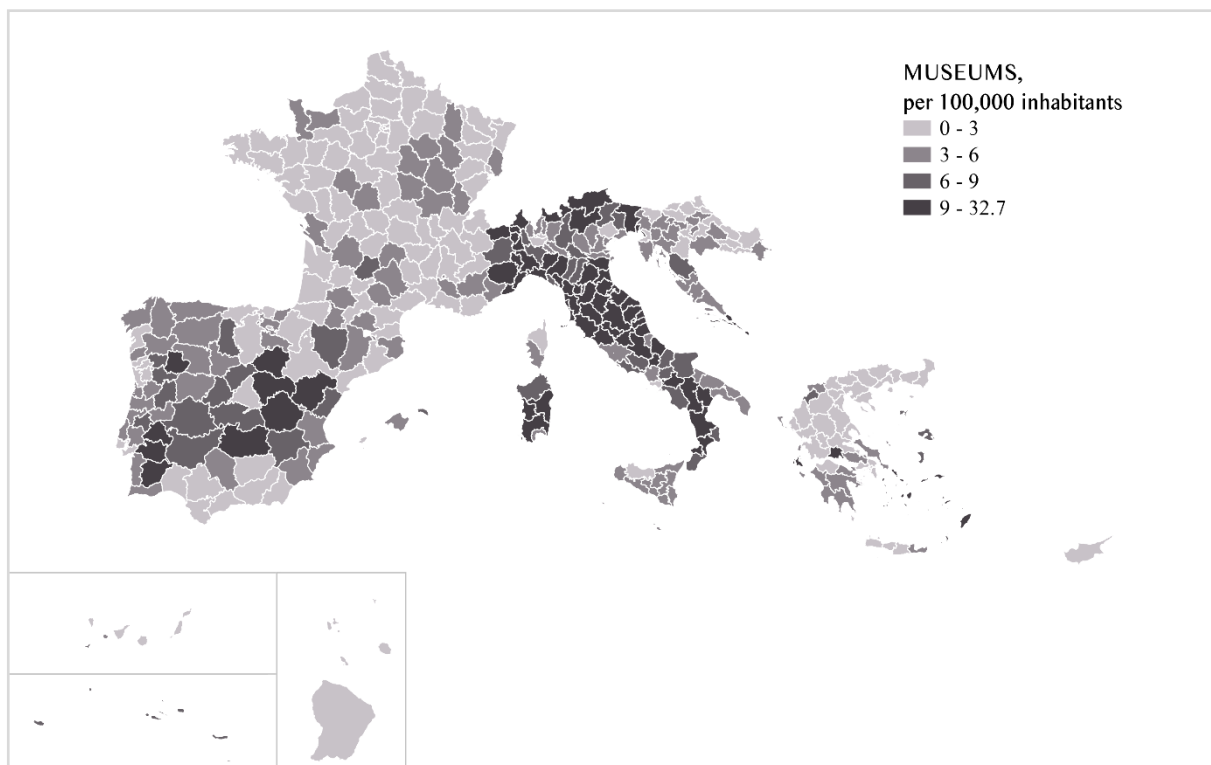 MUSEUMS,
per 100,000 inhabitants
0 - 3
3 - 6
6 - 9
9 - 32.7